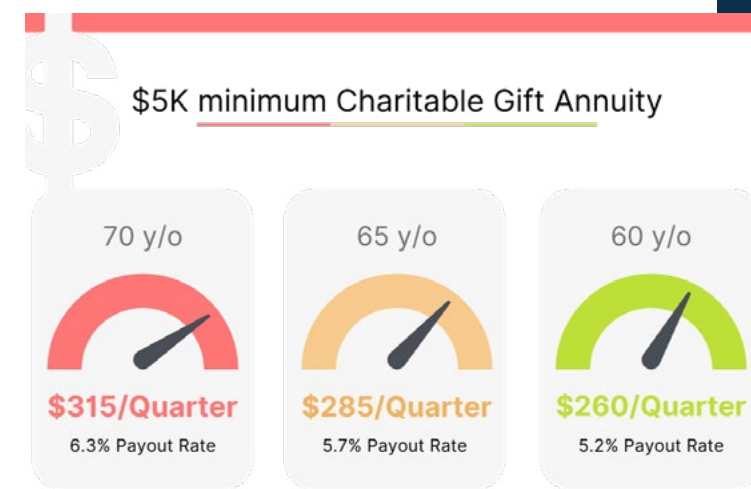 $
$5K minimum Charitable Gift Annuity
70 y/o
65 y/o
60 y/o
$315/Quarter
$285/Quarter
$260/Quarter
6.3% Payout Rate
5.7% Payout Rate
5.2% Payout Rate